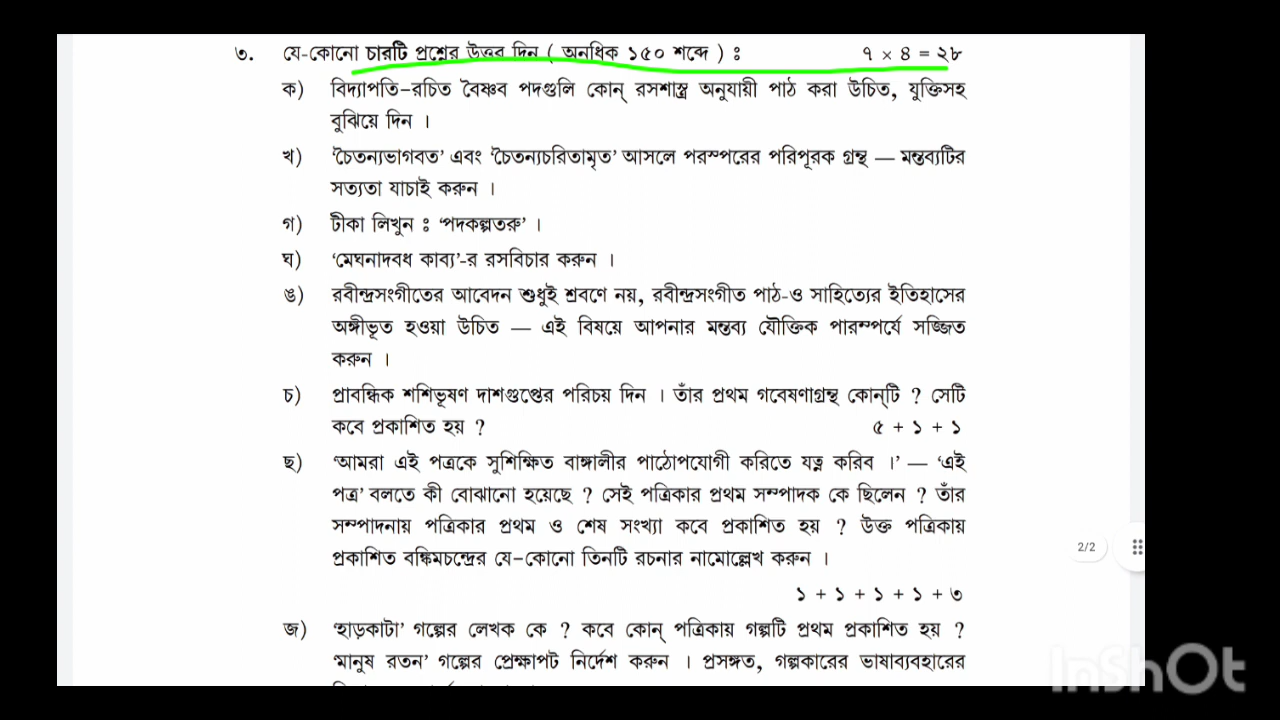 ৩. যে-কোনো চারটি প্রশ্নের উত্তর দিন ( অনধিক ১৫০ শব্দে ) ঃ ৭ × ৪ = ২৮
ক) বিদ্যাপতি-রচিত বৈষ্ণব পদগুলি কোন্ রসশাস্ত্র অনুযায়ী পাঠ করা উচিত, যুক্তিসহ
বুঝিয়ে দিন ।
খ) ‘চৈতন্যভাগবত’ এবং ‘চৈতন্যচরিতামৃত’ আসলে পরস্পরের পরিপূরক গ্রন্থ — মন্তব্যটির
সত্যতা যাচাই করুন ।
গ) টীকা লিখুন ঃ ‘পদকল্পতরু’ ।
ঘ) ‘মেঘনাদবধ কাব্য’-র রসবিচার করুন ।
ঙ) রবীন্দ্রসংগীতের আবেদন শুধুই শ্রবণে নয়, রবীন্দ্রসংগীত পাঠ-ও সাহিত্যের ইতিহাসের
অঙ্গীভূত হওয়া উচিত — এই বিষয়ে আপনার মন্তব্য যৌক্তিক পারম্পর্যে সজ্জিত
করুন ।
চ) প্রাবন্ধিক শশিভূষণ দাশগুপ্তের পরিচয় দিন । তাঁর প্রথম গবেষণাগ্রন্থ কোন্‌টি ? সেটি
কবে প্রকাশিত হয় ? ৫ + ১ + ১
ছ) ‘আমরা এই পত্রকে সুশিক্ষিত বাঙ্গালীর পাঠোপযোগী করিতে যত্ন করিব ।’ — ‘এই
পত্র’ বলতে কী বোঝানো হয়েছে ? সেই পত্রিকার প্রথম সম্পাদক কে ছিলেন ? তাঁর
সম্পাদনায় পত্রিকার প্রথম ও শেষ সংখ্যা কবে প্রকাশিত হয় ? উক্ত পত্রিকায়
প্রকাশিত বঙ্কিমচন্দ্রের যে-কোনো তিনটি রচনার নামোল্লেখ করুন ।
2/2
১ + ১ + ১ + ১ + ৩
জ) ‘হাড়কাটা’ গল্পের লেখক কে ? কবে কোন্ পত্রিকায় গল্পটি প্রথম প্রকাশিত হয় ?
‘মানুষ রতন’ গল্পের প্রেক্ষাপট নির্দেশ করুন । প্রসঙ্গত, গল্পকারের ভাষাব্যবহারের
InShOt